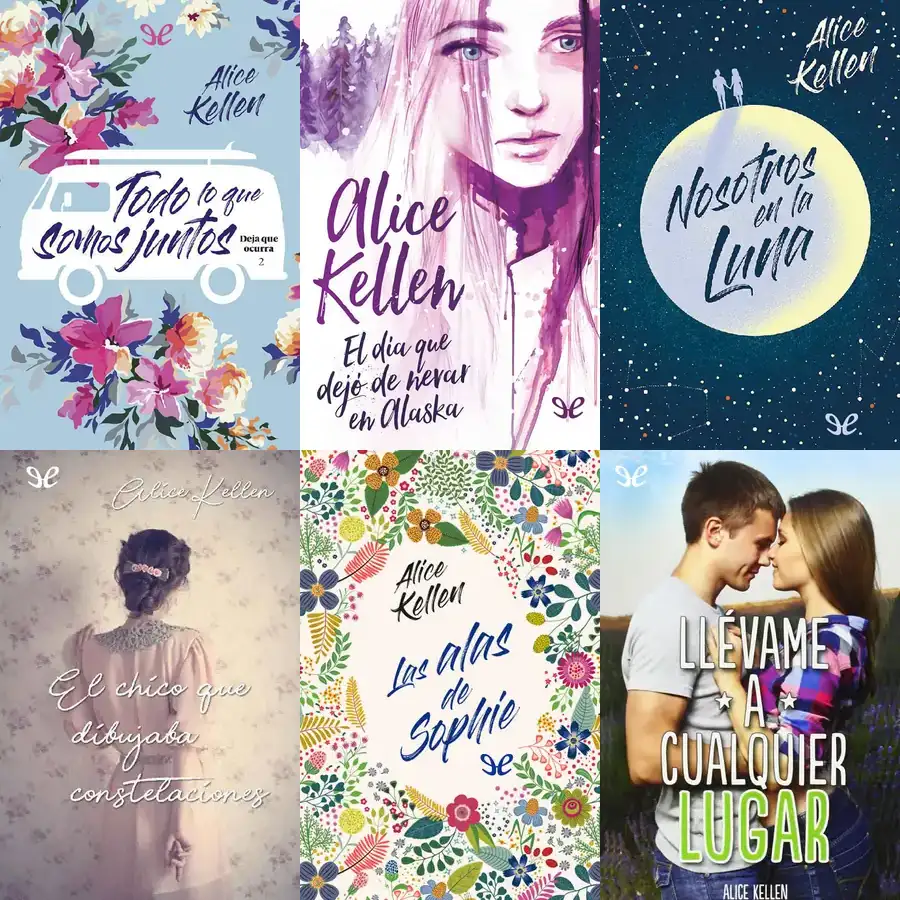 Alice
Kellen
Todo lo que
somos juntos
Deja que
ocurra
2
Alice
Kellen
El día que
dejó de nevar
en Alaska
Alice
Kellen
Nosotros
en la
Luna
Alice Kellen
El chico que
dibujaba
constelaciones
Alice
Kellen
Las alas
de
Sophie
LLÉVAME
A
CUALQUIER
LUGAR
ALICE KELLEN